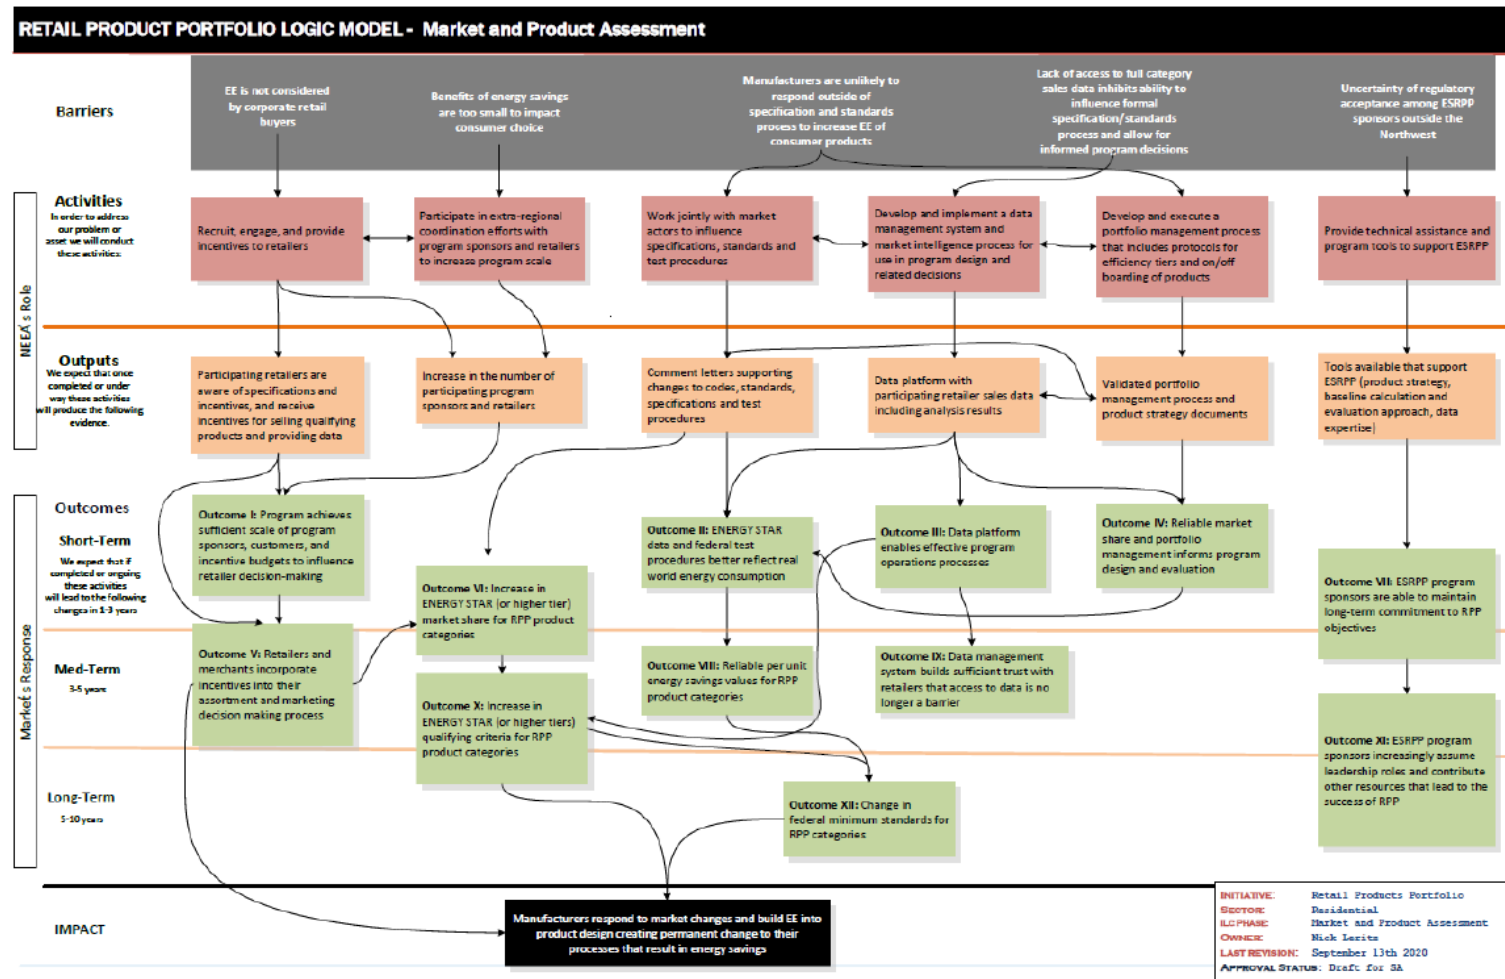 RETAIL PRODUCT PORTFOLIO LOGIC MODEL - Market and Product Assessment
Barriers
EE is not considered
by corporate retail
buyers
Benefits of energy savings
are too small to impact
consumer choice
Manufacturers are unlikely to
respond outside of
specification and standards
process to increase EE of
consumer products
Lack of access to full category
sales data inhibits ability to
influence formal
specification/standards
process and allow for
informed program decisions
Uncertainty of regulatory
acceptance among ESRPP
sponsors outside the
Northwest
NEEA's Role
Activities
In order to address
our problem or
asset we will conduct
these activities:
Recruit, engage, and provide
incentives to retailers
Participate in extra-regional
coordination efforts with
program sponsors and retailers
to increase program scale
Work jointly with market
actors to influence
specifications, standards and
test procedures
Develop and implement a data
management system and
market intelligence process for
use in program design and
related decisions
Develop and execute a
portfolio management process
that includes protocols for
efficiency tiers and on/off
boarding of products
Provide technical assistance and
program tools to support ESRPP
Outputs
We expect that once
completed or under
way these activities
will produce the following
evidence.
Participating retailers are
aware of specifications and
incentives, and receive
incentives for selling qualifying
products and providing data
Increase in the number of
participating program
sponsors and retailers
Comment letters supporting
changes to codes, standards,
specifications and test
procedures
Data platform with
participating retailer sales data
including analysis results
Validated portfolio
management process and
product strategy documents
Tools available that support
ESRPP (product strategy,
baseline calculation and
evaluation approach, data
expertise)
Market's Response
Outcomes
Short-Term
We expect that if
completed or ongoing
these activities
will lead to the following
changes in 1-3 years
Outcome I: Program achieves
sufficient scale of program
sponsors, customers, and
incentive budgets to influence
retailer decision-making
Outcome VI: Increase in
ENERGY STAR (or higher tier)
market share for RPP product
categories
Outcome II: ENERGY STAR
data and federal test
procedures better reflect real
world energy consumption
Outcome III: Data platform
enables effective program
operations processes
Outcome IV: Reliable market
share and portfolio
management informs program
design and evaluation
Outcome VII: ESRPP program
sponsors are able to maintain
long-term commitment to RPP
objectives
Med-Term
3-5 years
Outcome V: Retailers and
merchants incorporate
incentives into their
assortment and marketing
decision making process
Outcome X: Increase in
ENERGY STAR (or higher tiers)
qualifying criteria for RPP
product categories
Outcome VIII: Reliable per unit
energy savings values for RPP
product categories
Outcome IX: Data management
system builds sufficient trust with
retailers that access to data is no
longer a barrier
Outcome XI: ESRPP program
sponsors increasingly assume
leadership roles and contribute
other resources that lead to the
success of RPP
Long-Term
5-10 years
Outcome XII: Change in
federal minimum standards for
RPP categories
IMPACT
Manufacturers respond to market changes and build EE into
product design creating permanent change to their
processes that result in energy savings
INITIATIVE: Retail Products Portfolio
SECTOR: Residential
ILC PHASE: Market and Product Assessment
OWNER: Nick Leritz
LAST REVISION: September 13th 2020
APPROVAL STATUS: Draft for SA